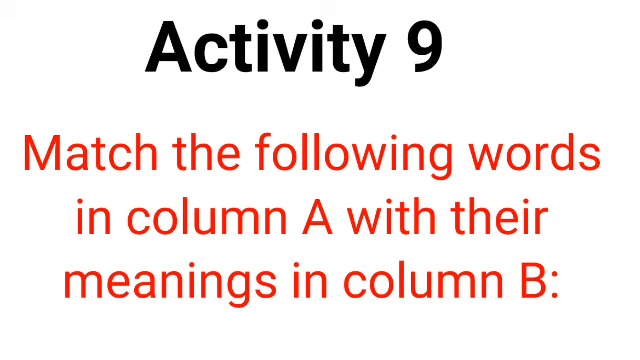 Activity 9
Match the following words
in column A with their
meanings in column B: